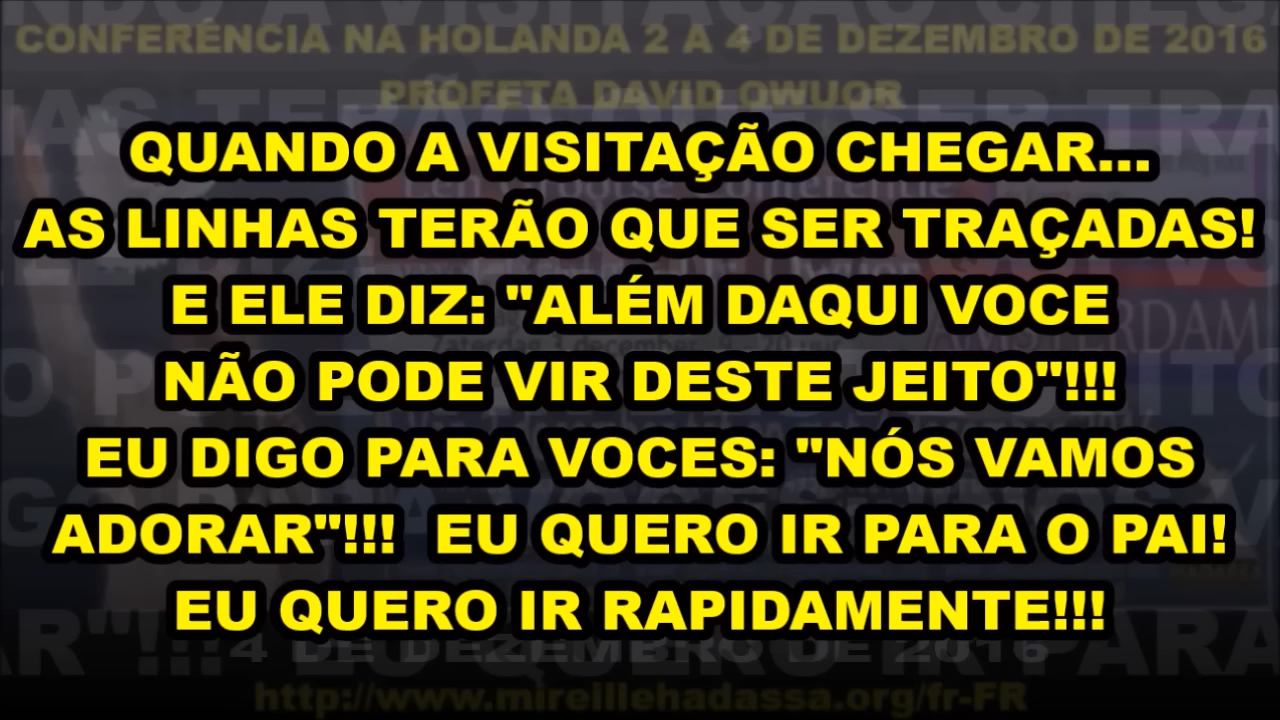 CONFERÊNCIA NA HOLANDA 2 A 4 DE DEZEMBRO DE 2016
PROFETA DAVID OWUOR
QUANDO A VISITAÇÃO CHEGAR...
AS LINHAS TERÃO QUE SER TRAÇADAS!
E ELE DIZ: "ALÉM DAQUI VOCE
NÃO PODE VIR DESTE JEITO"!!!
EU DIGO PARA VOCES: "NÓS VAMOS
ADORAR"!!! EU QUERO IR PARA O PAI!
EU QUERO IR RAPIDAMENTE!!!
4 DE DEZEMBRO DE 2016
http://www.mireillehadassa.org/fr-FR